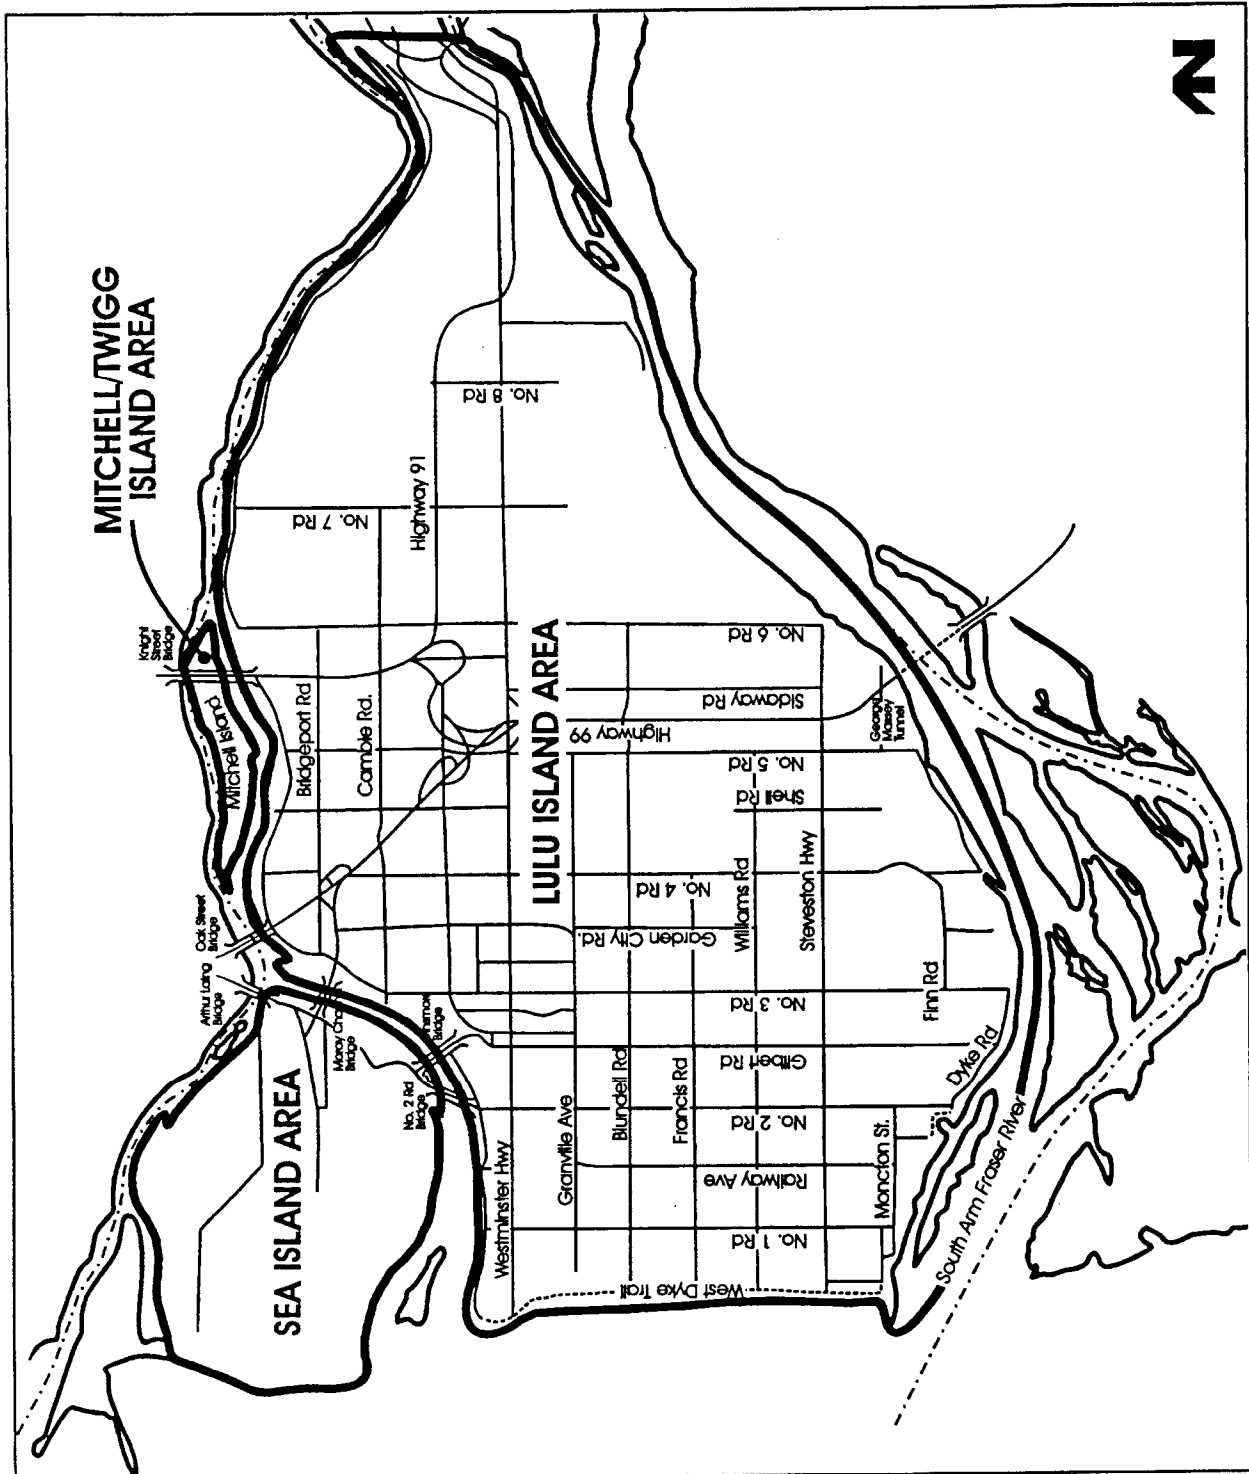 N
MITCHELL/TWIGG
ISLAND AREA
Knight
Street
Bridge
Mitchell Island
Oak Street
Bridge
Arthur Laing
Bridge
Moray
Bridge
Bridge
No. 2 Rd
Bridge
SEA ISLAND AREA
LULU ISLAND AREA
Bridgeport Rd
Cambie Rd.
Highway 91
Westminster Hwy
Granville Ave
Blundell Rd
Francis Rd
Williams Rd
Steveston Hwy
Moncton St.
Finn Rd
Dyke Rd
South Arm Fraser River
George
Massey
Tunnel
No. 8 Rd
No. 7 Rd
No. 6 Rd
Sidaway Rd
Highway 99
No. 5 Rd
Shell Rd
No. 4 Rd
Garden City Rd.
No. 3 Rd
Gilbert Rd
No. 2 Rd
Railway Ave
No. 1 Rd
West Dyke Trail